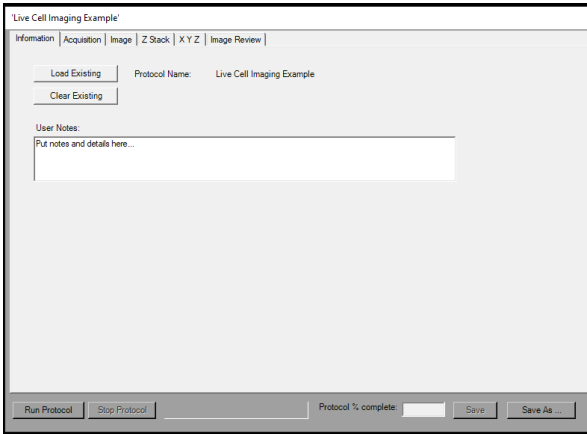 'Live Cell Imaging Example'
Information Acquisition Image Z Stack X Y Z Image Review
Load Existing Protocol Name: Live Cell Imaging Example
Clear Existing
User Notes:
Put notes and details here...
Run Protocol Stop Protocol Protocol % complete: Save Save As ...